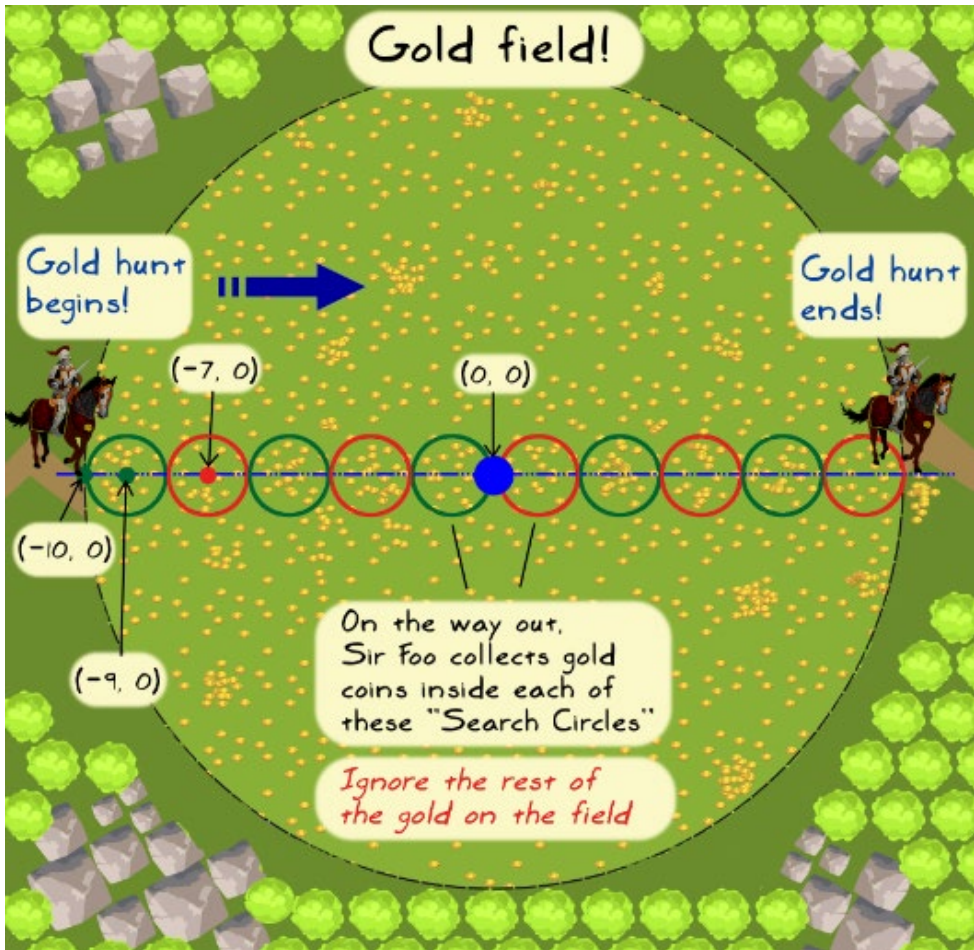 Gold field!
Gold hunt
begins!
Gold hunt
ends!
(-7, 0)
(0, 0)
(-10, 0)
(-9, 0)
On the way out,
Sir Foo collects gold
coins inside each of
these "Search Circles"
Ignore the rest of
the gold on the field